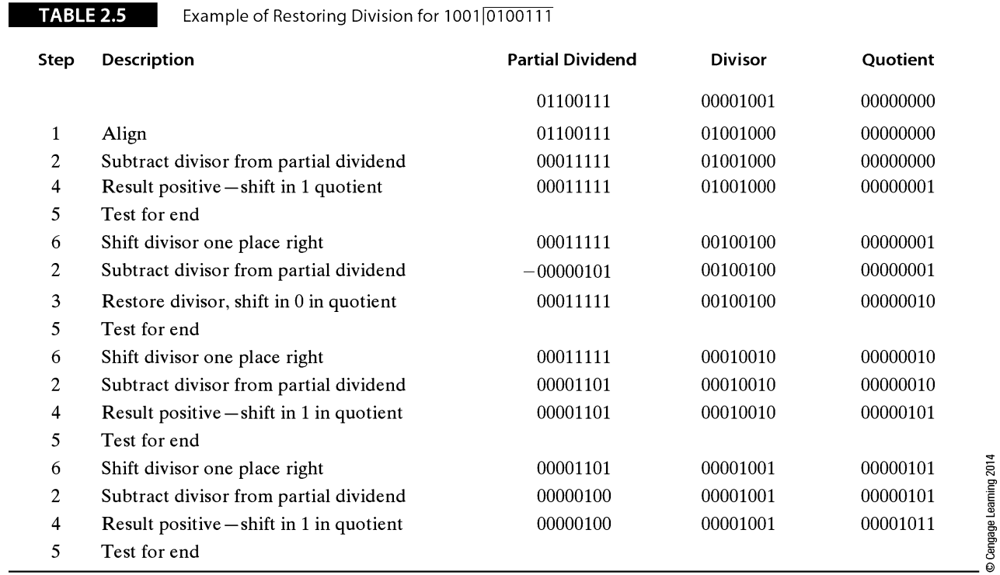 TABLE 2.5 Example of Restoring Division for 1001|0100111
Step Description Partial Dividend Divisor Quotient
01100111 00001001 00000000
1 Align 01100111 01001000 00000000
2 Subtract divisor from partial dividend 00011111 01001000 00000000
4 Result positive—shift in 1 quotient 00011111 01001000 00000001
5 Test for end
6 Shift divisor one place right 00011111 00100100 00000001
2 Subtract divisor from partial dividend −00000101 00100100 00000001
3 Restore divisor, shift in 0 in quotient 00011111 00100100 00000010
5 Test for end
6 Shift divisor one place right 00011111 00010010 00000010
2 Subtract divisor from partial dividend 00001101 00010010 00000010
4 Result positive—shift in 1 in quotient 00001101 00010010 00000101
5 Test for end
6 Shift divisor one place right 00001101 00001001 00000101
2 Subtract divisor from partial dividend 00000100 00001001 00000101
4 Result positive—shift in 1 in quotient 00000100 00001001 00001011
5 Test for end
© Cengage Learning 2014